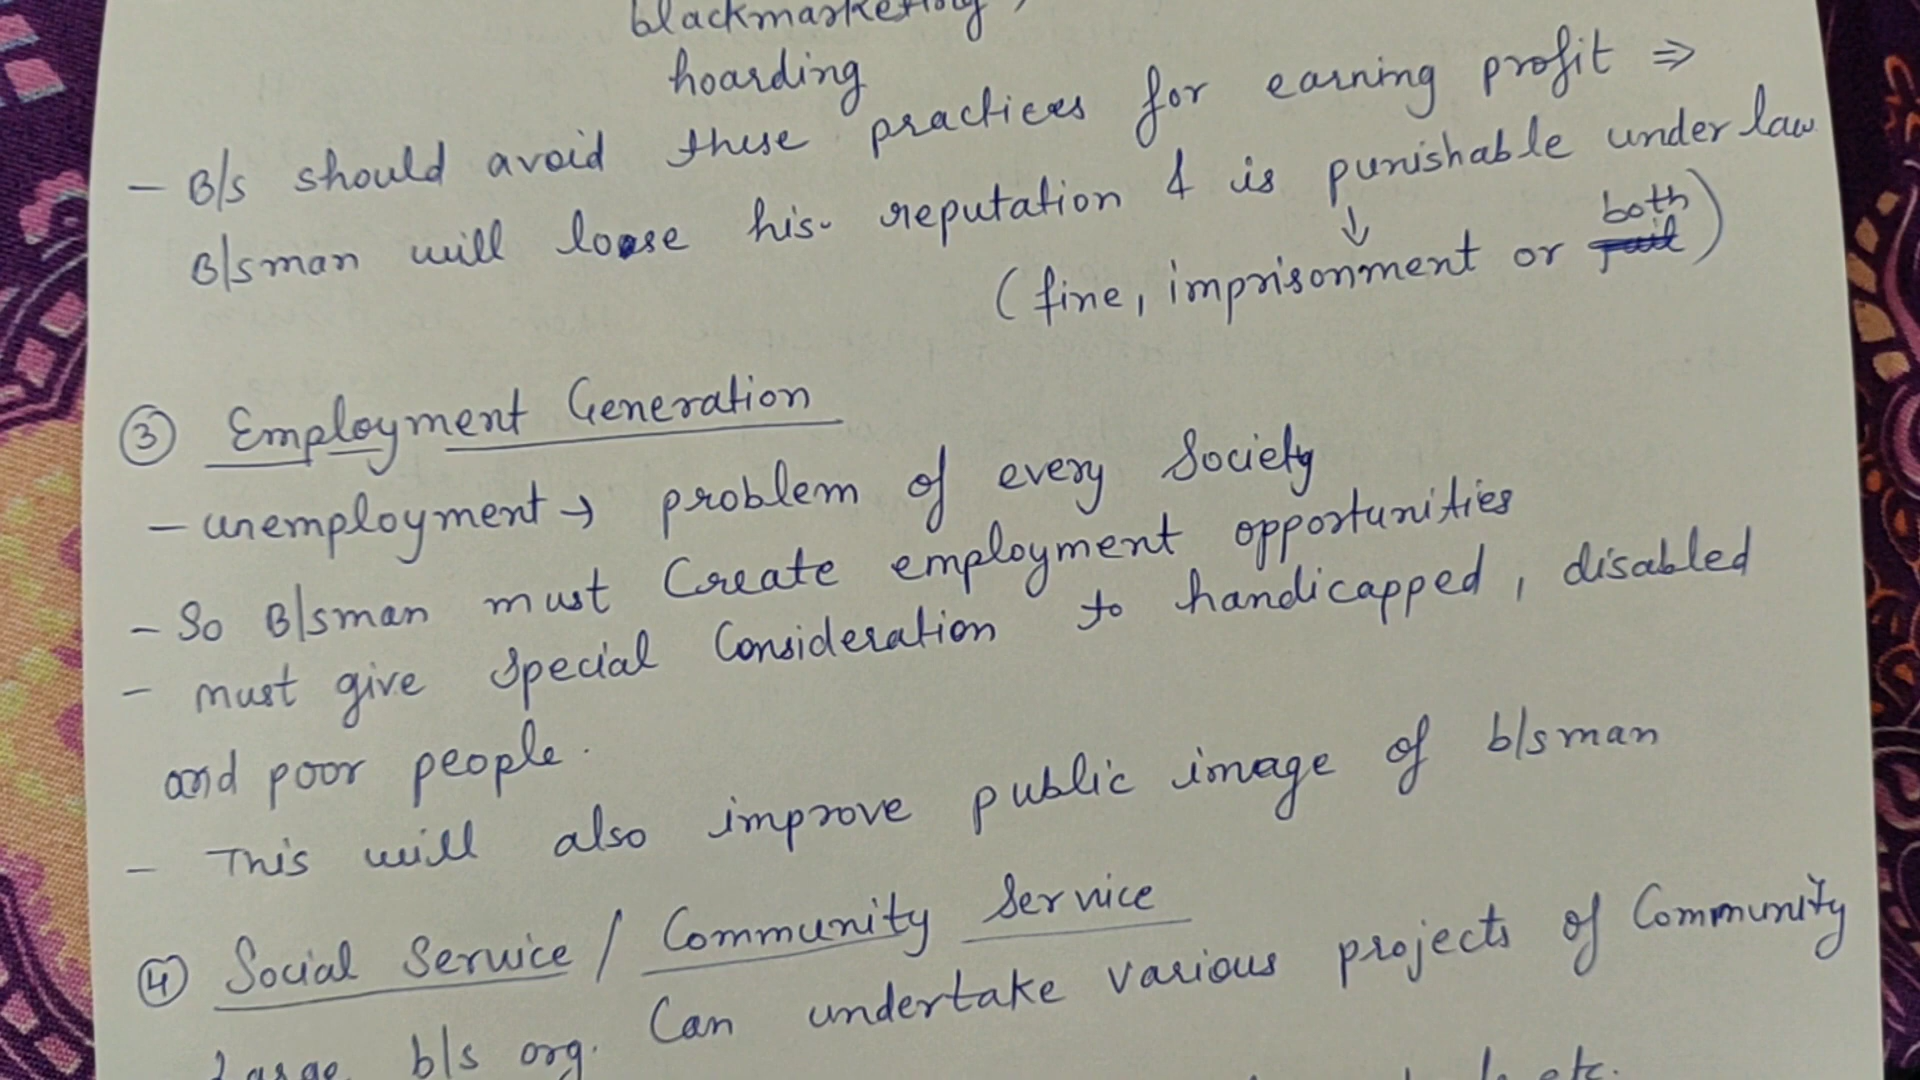 blackmarketing,
hoarding
- B/s should avoid these practices for earning profit ⇒
B/sman will loose his reputation & is punishable under law
↓
(fine, imprisonment or both)
③ Employment Generation
- unemployment → problem of every Society
- So B/sman must Create employment opportunities
- must give special Consideration to handicapped, disabled
and poor people.
- This will also improve public image of b/sman
④ Social Service / Community Service
Large b/s org. Can undertake various projects of Community
etc.